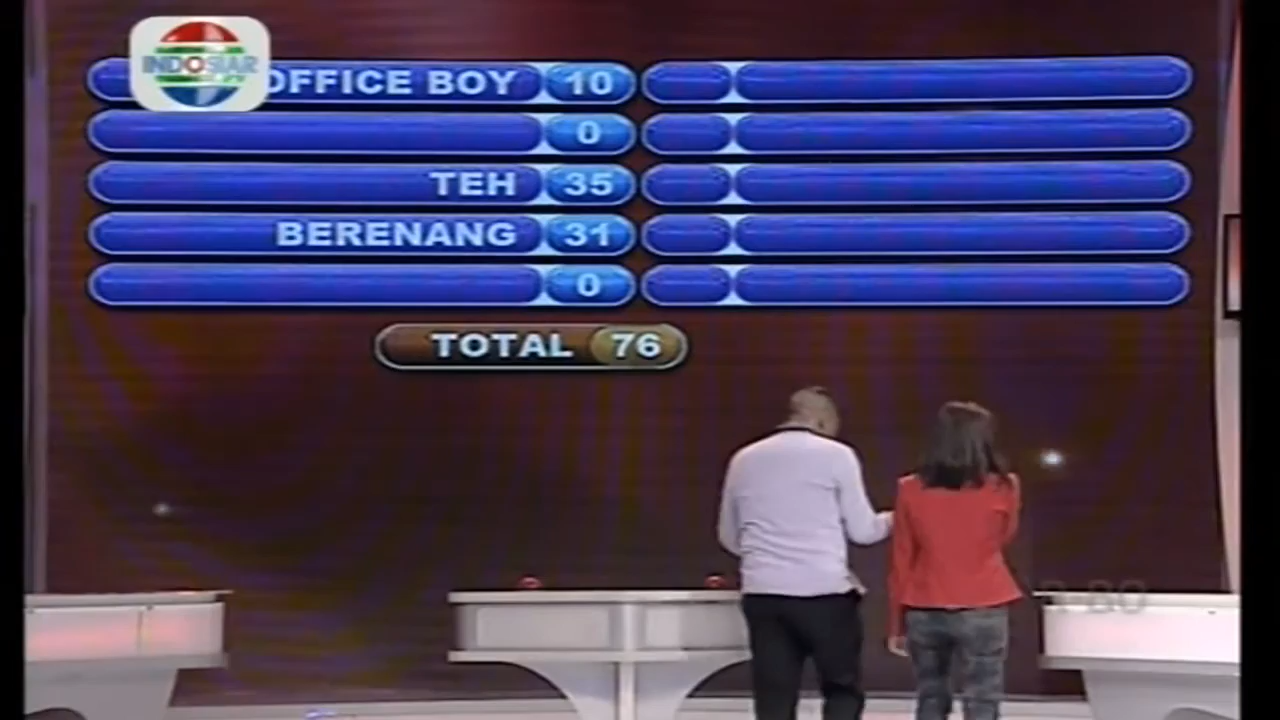 INDOSIAR
OFFICE BOY 10
0
TEH 35
BERENANG 31
0
TOTAL 76